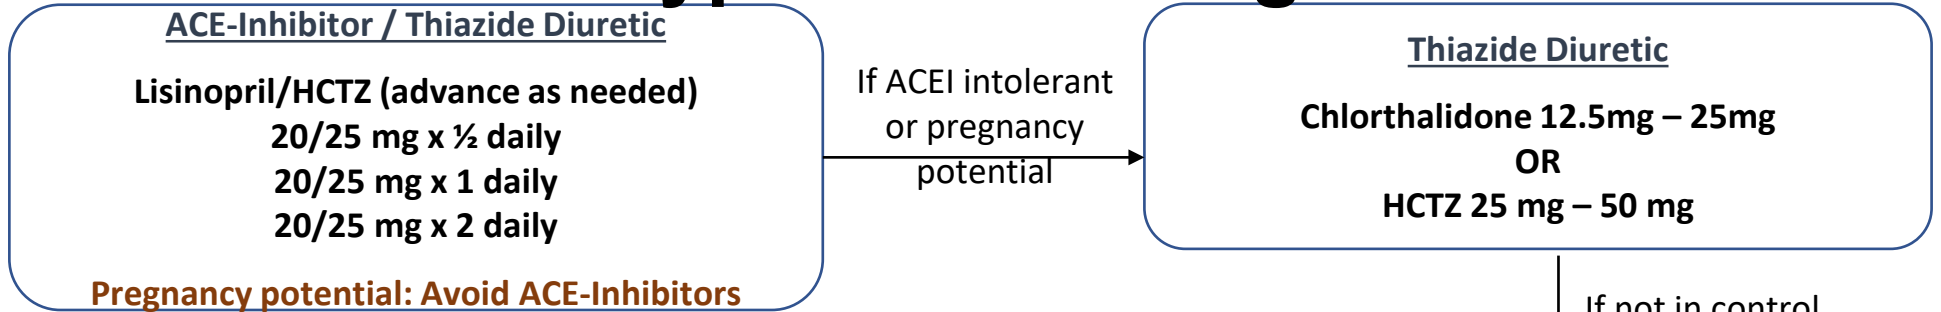 ACE-Inhibitor / Thiazide Diuretic
Lisinopril/HCTZ (advance as needed)
20/25 mg x ½ daily
20/25 mg x 1 daily
20/25 mg x 2 daily
Pregnancy potential: Avoid ACE-Inhibitors
If ACEI intolerant
or pregnancy
potential
Thiazide Diuretic
Chlorthalidone 12.5mg – 25mg
OR
HCTZ 25 mg – 50 mg
If not in control